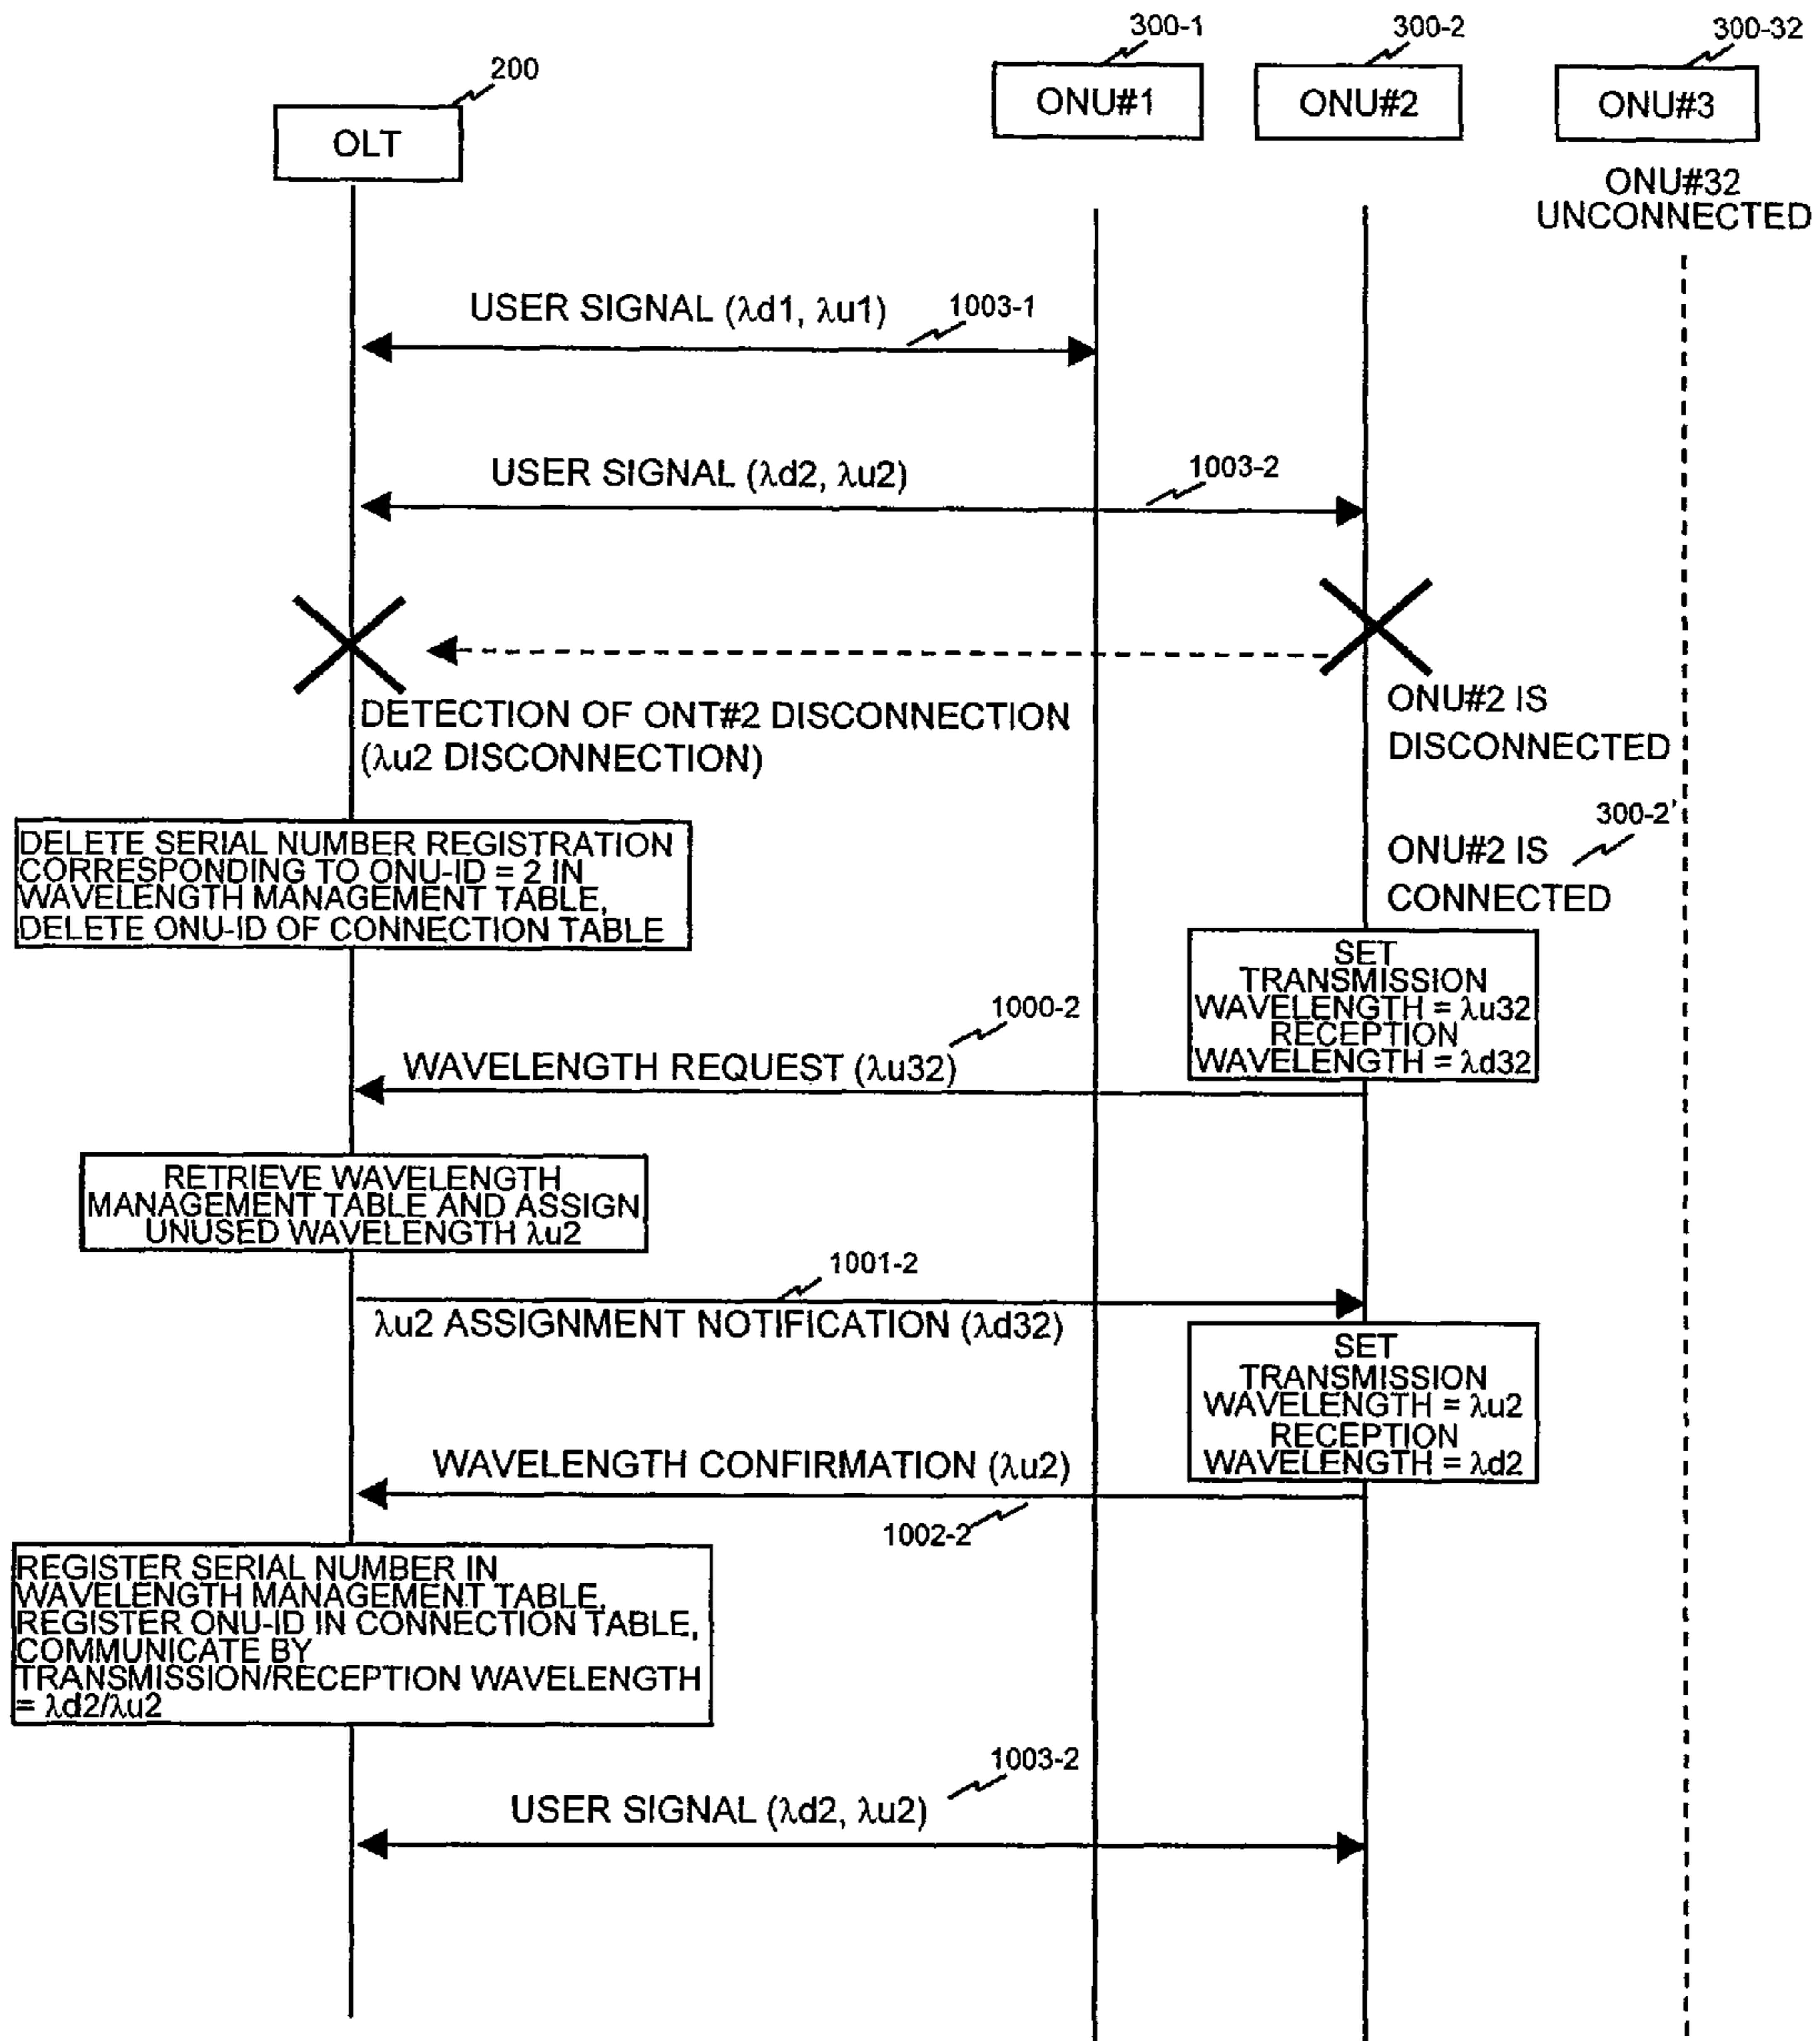 300-1
300-2
300-32
200
ONU#1
ONU#2
ONU#3
OLT
ONU#32
UNCONNECTED
USER SIGNAL (λd1, λu1)
1003-1
USER SIGNAL (λd2, λu2)
1003-2
DETECTION OF ONT#2 DISCONNECTION
(λu2 DISCONNECTION)
ONU#2 IS
DISCONNECTED
DELETE SERIAL NUMBER REGISTRATION
CORRESPONDING TO ONU-ID = 2 IN
WAVELENGTH MANAGEMENT TABLE,
DELETE ONU-ID OF CONNECTION TABLE
300-2'
ONU#2 IS
CONNECTED
SET
TRANSMISSION
WAVELENGTH = λu32
RECEPTION
WAVELENGTH = λd32
1000-2
WAVELENGTH REQUEST (λu32)
RETRIEVE WAVELENGTH
MANAGEMENT TABLE AND ASSIGN
UNUSED WAVELENGTH λu2
1001-2
λu2 ASSIGNMENT NOTIFICATION (λd32)
SET
TRANSMISSION
WAVELENGTH = λu2
RECEPTION
WAVELENGTH = λd2
WAVELENGTH CONFIRMATION (λu2)
1002-2
REGISTER SERIAL NUMBER IN
WAVELENGTH MANAGEMENT TABLE,
REGISTER ONU-ID IN CONNECTION TABLE,
COMMUNICATE BY
TRANSMISSION/RECEPTION WAVELENGTH
= λd2/λu2
1003-2
USER SIGNAL (λd2, λu2)